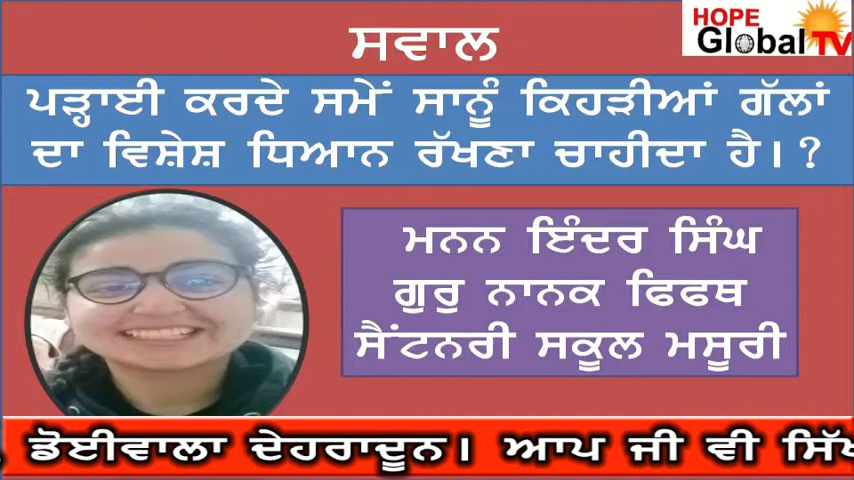 ਸਵਾਲ
HOPE
Global TV
ਪੜ੍ਹਾਈ ਕਰਦੇ ਸਮੇਂ ਸਾਨੂੰ ਕਿਹੜੀਆਂ ਗੱਲਾਂ
ਦਾ ਵਿਸ਼ੇਸ਼ ਧਿਆਨ ਰੱਖਣਾ ਚਾਹੀਦਾ ਹੈ।?
ਮਨਨ ਇੰਦਰ ਸਿੰਘ
ਗੁਰੂ ਨਾਨਕ ਫਿਫਥ
ਸੈਂਟਨਰੀ ਸਕੂਲ ਮਸੂਰੀ
ਡੋਈਵਾਲਾ ਦੇਹਰਾਦੂਨ। ਆਪ ਜੀ ਵੀ